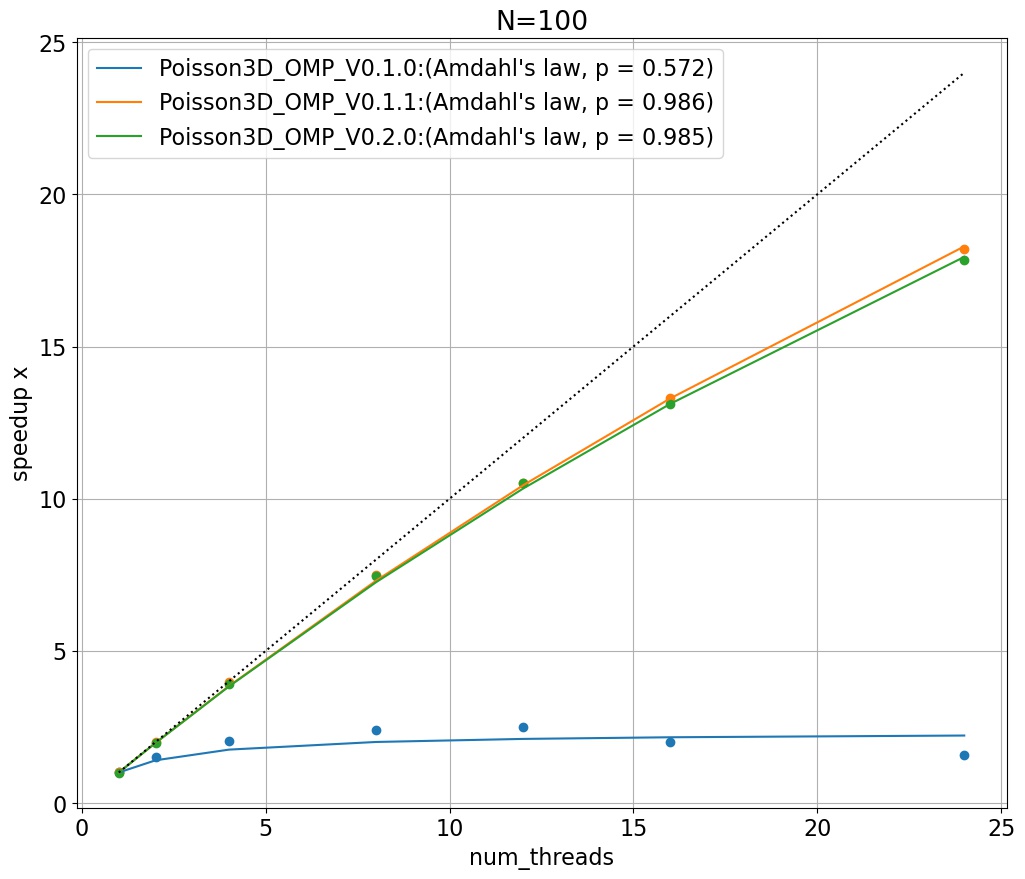 N=100
25
20
15
10
5
0
speedup x
Poisson3D_OMP_V0.1.0:(Amdahl's law, p = 0.572)
Poisson3D_OMP_V0.1.1:(Amdahl's law, p = 0.986)
Poisson3D_OMP_V0.2.0:(Amdahl's law, p = 0.985)
0 5 10 15 20 25
num_threads